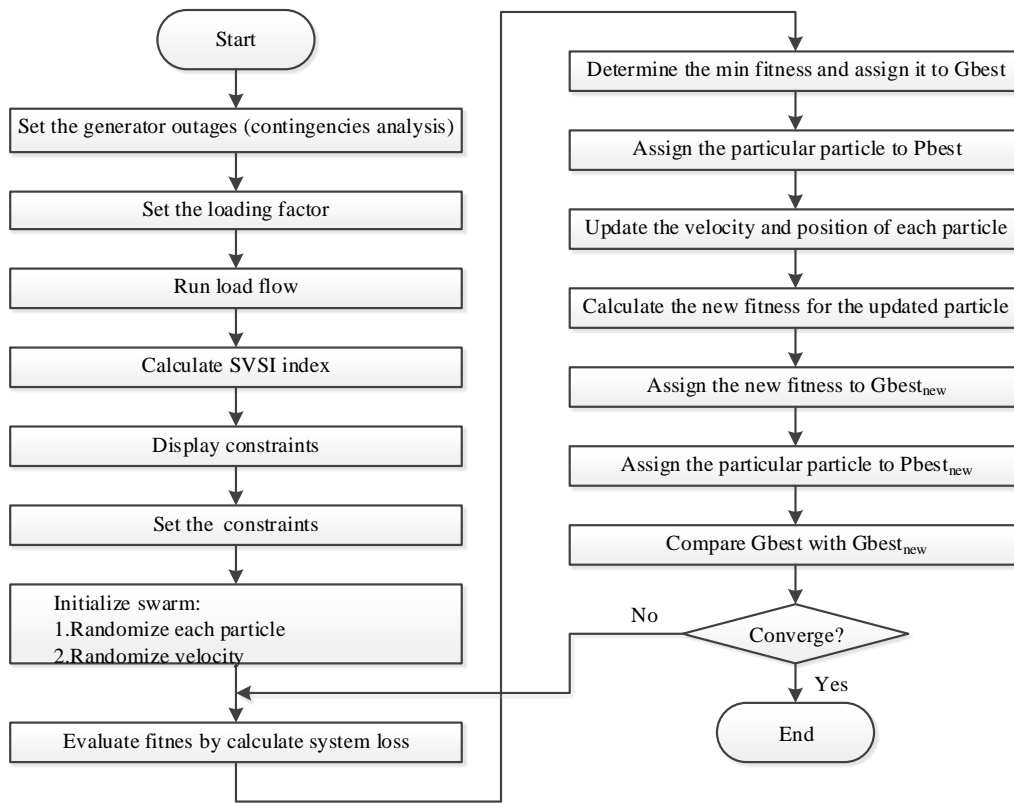 Start
Set the generator outages (contingencies analysis)
Set the loading factor
Run load flow
Calculate SVSI index
Display constraints
Set the constraints
Initialize swarm:
1.Randomize each particle
2.Randomize velocity
Evaluate fitnes by calculate system loss
Determine the min fitness and assign it to Gbest
Assign the particular particle to Pbest
Update the velocity and position of each particle
Calculate the new fitness for the updated particle
Assign the new fitness to Gbestnew
Assign the particular particle to Pbestnew
Compare Gbest with Gbestnew
No
Converge?
Yes
End